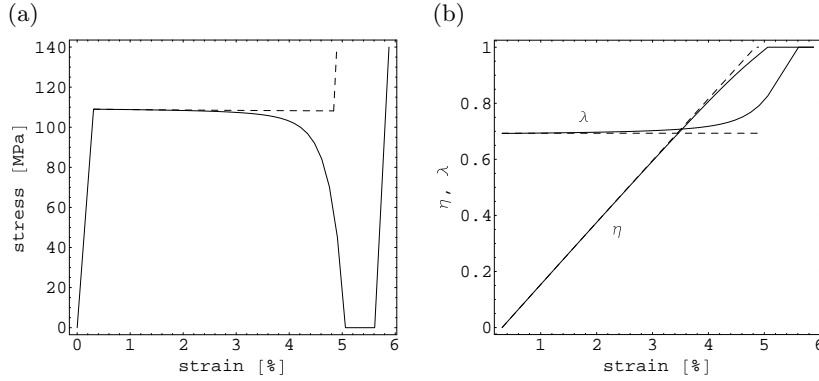 (a)
(b)
140
120
100
80
60
40
20
0
stress [MPa]
0 1 2 3 4 5 6
strain [%]
1
0.8
0.6
0.4
0.2
0
η, λ
λ
η
1 2 3 4 5 6
strain [%]